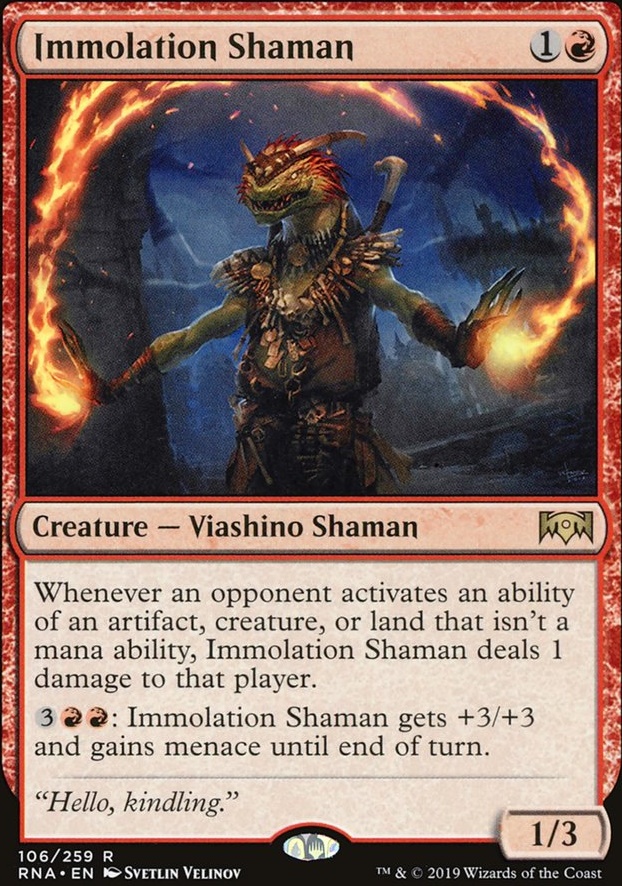 Immolation Shaman 1
Creature — Viashino Shaman
Whenever an opponent activates an ability
of an artifact, creature, or land that isn't a
mana ability, Immolation Shaman deals 1
damage to that player.
3: Immolation Shaman gets +3/+3
and gains menace until end of turn.
“Hello, kindling.”
1/3
106/259 R
RNA • EN Svetlin Velinov
™ & © 2019 Wizards of the Coast